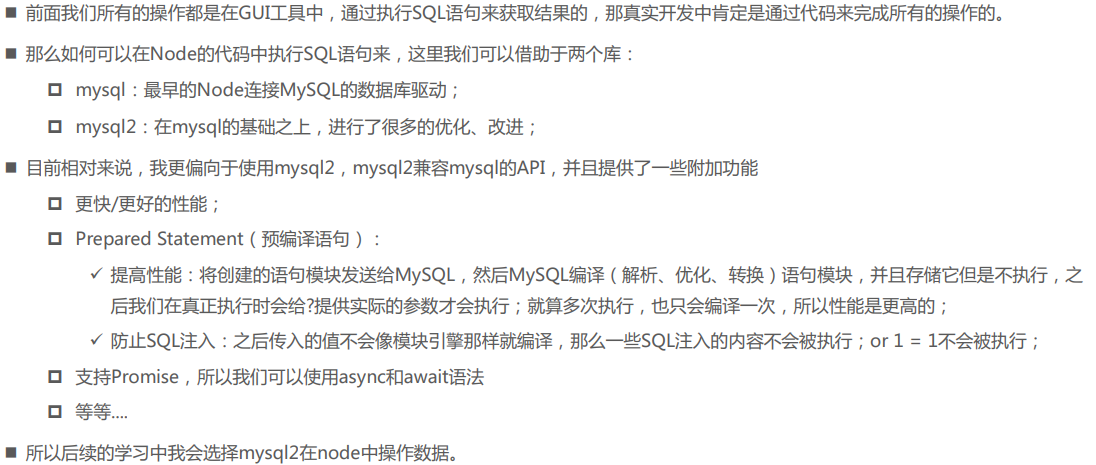 前面我们所有的操作都是在GUI工具中，通过执行SQL语句来获取结果的，那真实开发中肯定是通过代码来完成所有的操作的。
那么如何可以在Node的代码中执行SQL语句来，这里我们可以借助于两个库：
mysql：最早的Node连接MySQL的数据库驱动；
mysql2：在mysql的基础之上，进行了很多的优化、改进；
目前相对来说，我更偏向于使用mysql2，mysql2兼容mysql的API，并且提供了一些附加功能
更快/更好的性能；
Prepared Statement（预编译语句）：
提高性能：将创建的语句模块发送给MySQL，然后MySQL编译（解析、优化、转换）语句模块，并且存储它但是不执行，之
后我们在真正执行时会给?提供实际的参数才会执行；就算多次执行，也只会编译一次，所以性能是更高的；
防止SQL注入：之后传入的值不会像模块引擎那样就编译，那么一些SQL注入的内容不会被执行；or 1 = 1不会被执行；
支持Promise，所以我们可以使用async和await语法
等等....
所以后续的学习中我会选择mysql2在node中操作数据。